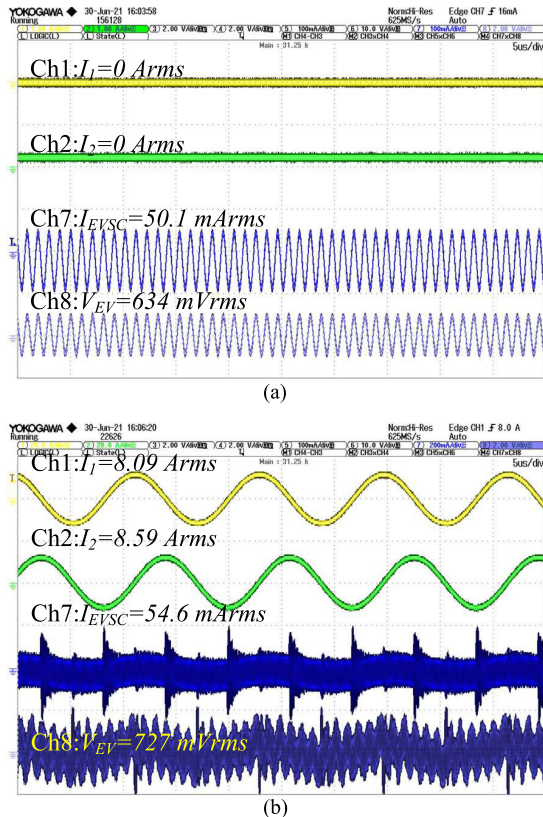 YOKOGAWA ◆ 30-Jun-21 16:03:58 NormHi-Res Edge CH7 ⨍ 16mA
Running 156128 625MS/s Auto
Main : 31.25 k 5us/div
Ch1:I1=0 Arms
Ch2:I2=0 Arms
Ch7:IEVSC=50.1 mArms
Ch8:VEV=634 mVrms
(a)
YOKOGAWA ◆ 30-Jun-21 16:06:20 NormHi-Res Edge CH1 ⨍ 8.0 A
Running 22626 625MS/s Auto
Main : 31.25 k 5us/div
Ch1:I1=8.09 Arms
Ch2:I2=8.59 Arms
Ch7:IEVSC=54.6 mArms
Ch8:VEV=727 mVrms
(b)